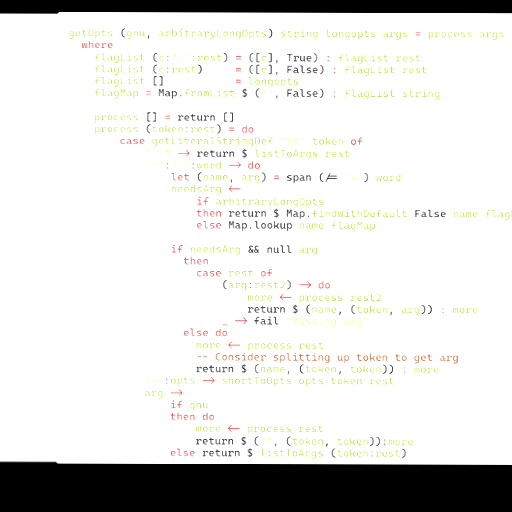 getOpts (gnu, arbitraryLongOpts) string longopts args = process args
where
flagList (c: :rest) = ([c], True) : flagList rest
flagList (c:rest) = ([c], False) : flagList rest
flagList [] = longopts
flagMap = Map.fromList $ ( , False) : flagList string
process [] = return []
process (token:rest) = do
case getLiteralStringDef token of
→ return $ listToArgs rest
: :word → do
let (name, arg) = span (≠ ) word
needsArg ←
if arbitraryLongOpts
then return $ Map.findWithDefault False name
else Map.lookup name flagMap
if needsArg && null arg
then
case rest of
(arg:rest2) → do
more ← process rest2
return $ (name, (token, arg)) : more
_ → fail "Missing arg"
else do
more ← process rest
-- Consider splitting up token to get arg
return $ (name, (token, token)) : more
:opts → shortToOpts opts token rest
arg →
if gnu
then do
more ← process rest
return $ ( , (token, token)):more
else return $ listToArgs (token:rest)